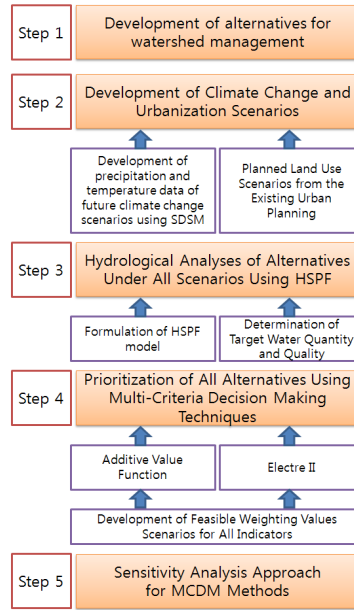 Step 1
Development of alternatives for
watershed management
Step 2
Development of Climate Change and
Urbanization Scenarios
Development of
precipitation and
temperature data of
future climate change
scenarios using SDSM
Planned Land Use
Scenarios from the
Existing Urban
Planning
Step 3
Hydrological Analyses of Alternatives
Under All Scenarios Using HSPF
Formulation of HSPF
model
Determination of
Target Water Quantity
and Quality
Step 4
Prioritization of All Alternatives Using
Multi-Criteria Decision Making
Techniques
Additive Value
Function
Electre II
Development of Feasible Weighting Values
Scenarios for All Indicators
Step 5
Sensitivity Analysis Approach
for MCDM Methods